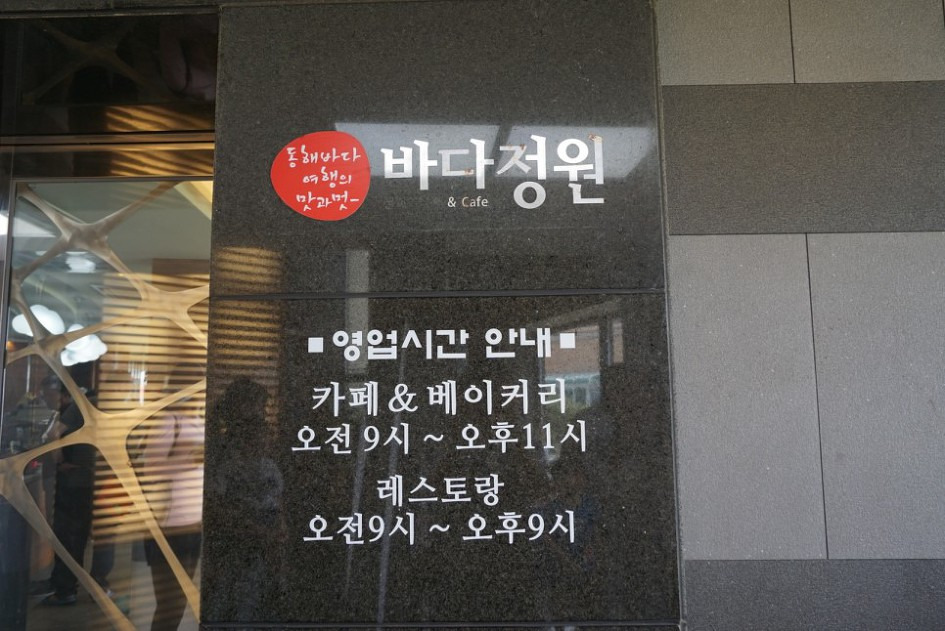 동해바다
여행의
맛과멋
바다정원
& Cafe
■영업시간 안내■
카페 & 베이커리
오전 9시 ~ 오후11시
레스토랑
오전9시 ~ 오후9시